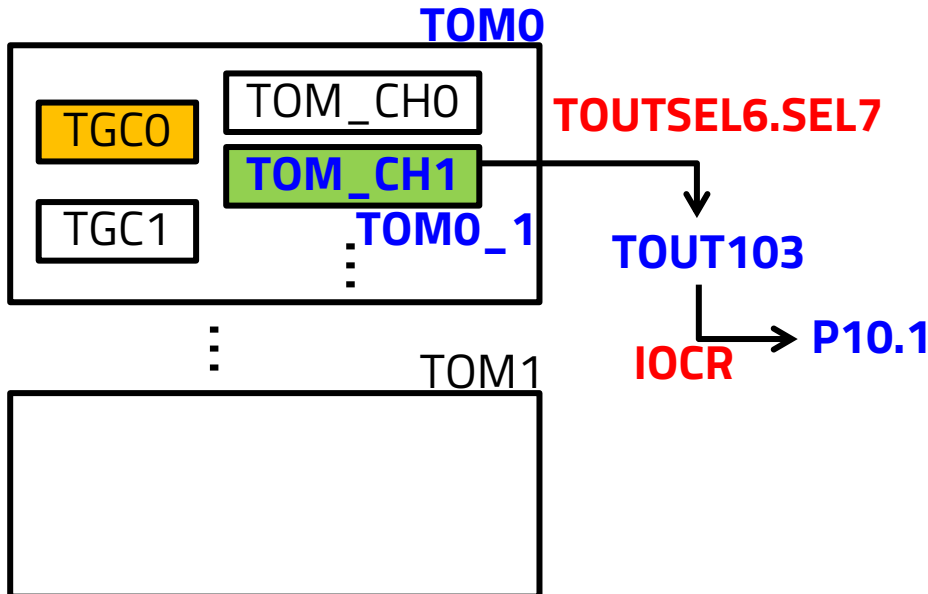 TOM0
TOM_CH0
TGC0
TOUTSEL6.SEL7
TOM_CH1
TGC1
TOM0_1
TOUT103
P10.1
IOCR
TOM1